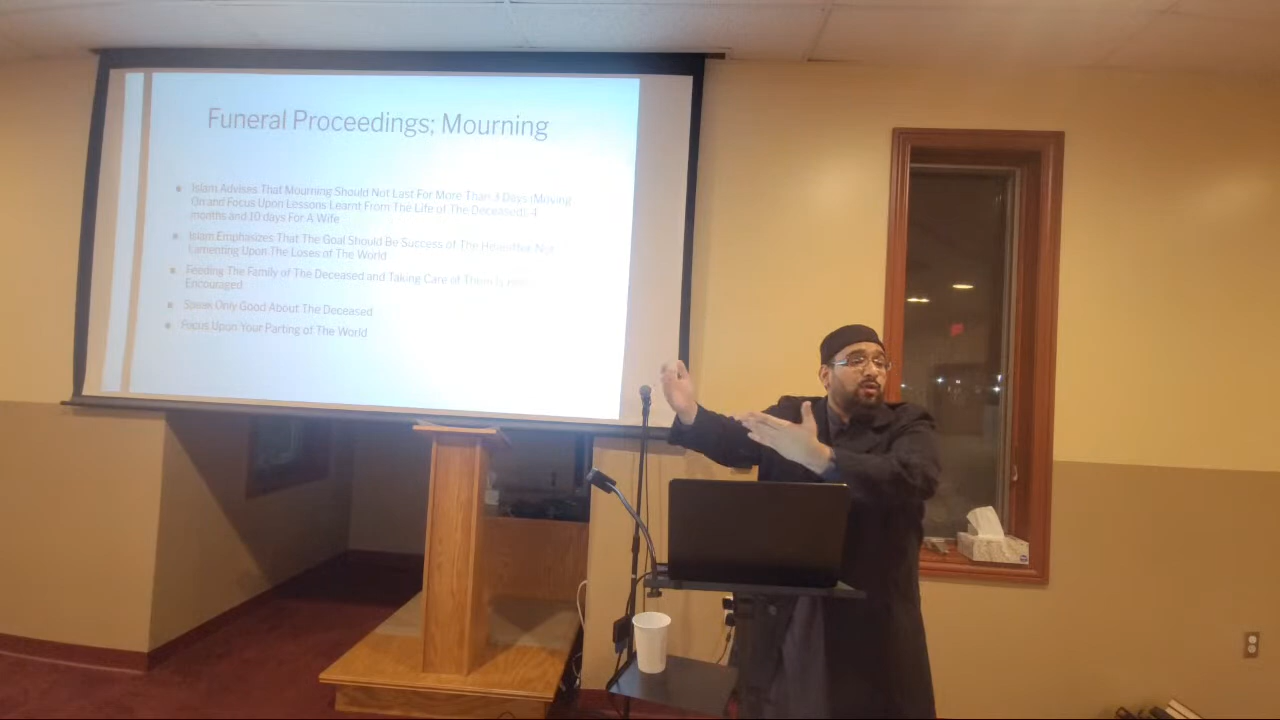 Funeral Proceedings; Mourning
Islam Advises That Mourning Should Not Last For More Than 3 Days (Moving
On and Focus Upon Lessons Learnt From The Life of The Deceased)-4
months and 10 days For A Wife
Islam Emphasizes That The Goal Should Be Success of The Hereafter Not
Lamenting Upon The Loses of The World
Feeding The Family of The Deceased and Taking Care of Them
Encouraged
Speak Only Good About The Deceased
Focus Upon Your Parting of The World